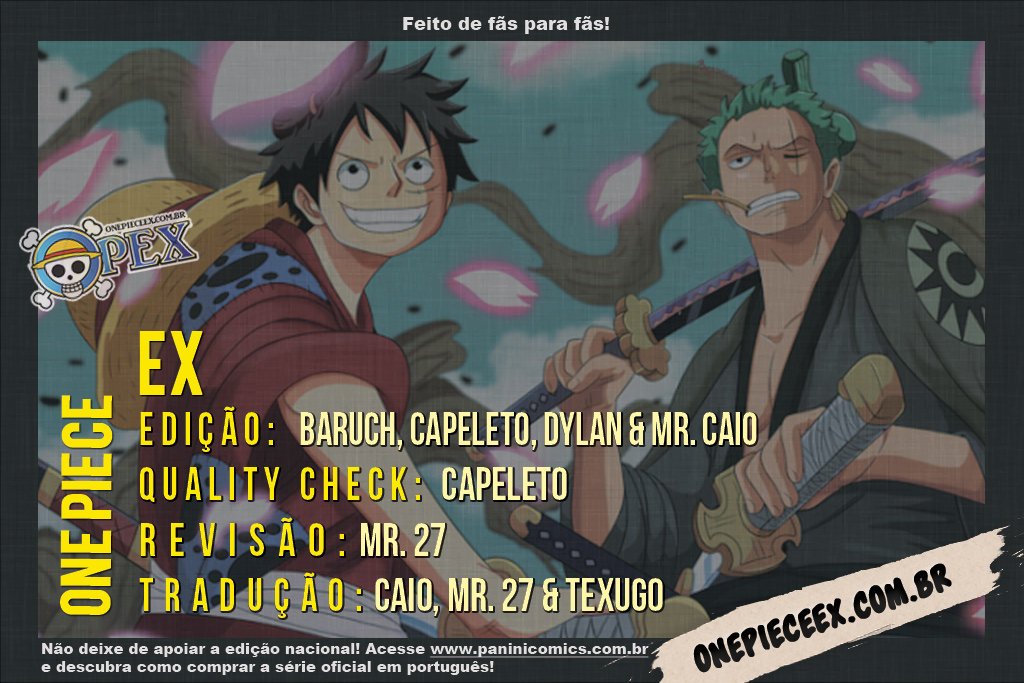 Feito de fãs para fãs!
ONEPIECEEX.COM.BR
OPEX
ONE PIECE
EX
EDIÇÃO: BARUCH, CAPELETO, DYLAN & MR. CAIO
QUALITY CHECK: CAPELETO
REVISÃO: MR. 27
TRADUÇÃO: CAIO, MR. 27 & TEXUGO
ONEPIECEEX.COM.BR
Não deixe de apoiar a edição nacional! Acesse www.paninicomics.com.br
e descubra como comprar a série oficial em português!